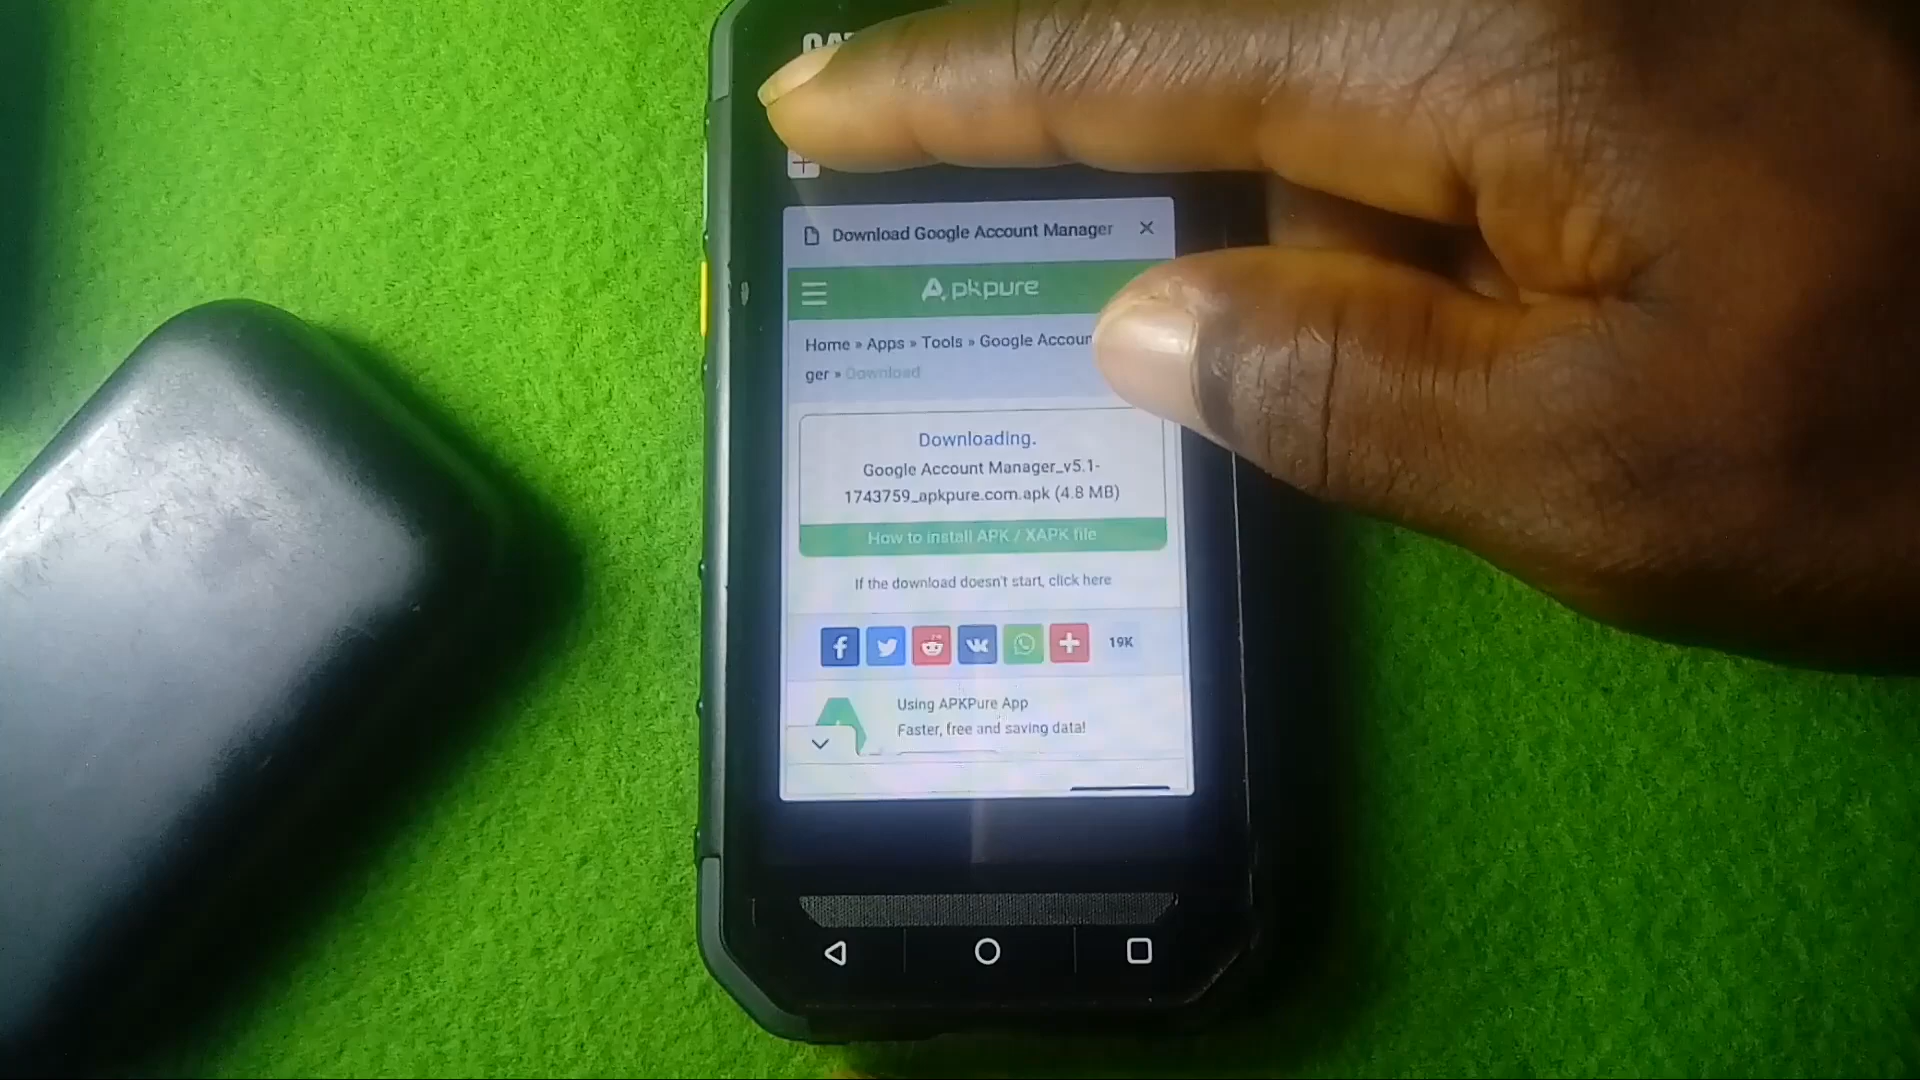 Download Google Account Manager
Apkpure
Home » Apps » Tools » Google
ger » Download
Downloading.
Google Account Manager_v5.1-
1743759_apkpure.com.apk (4.8 MB)
How to install APK / XAPK file
If the download doesn't start, click here
19K
Using APKPure App
Faster, free and saving data!